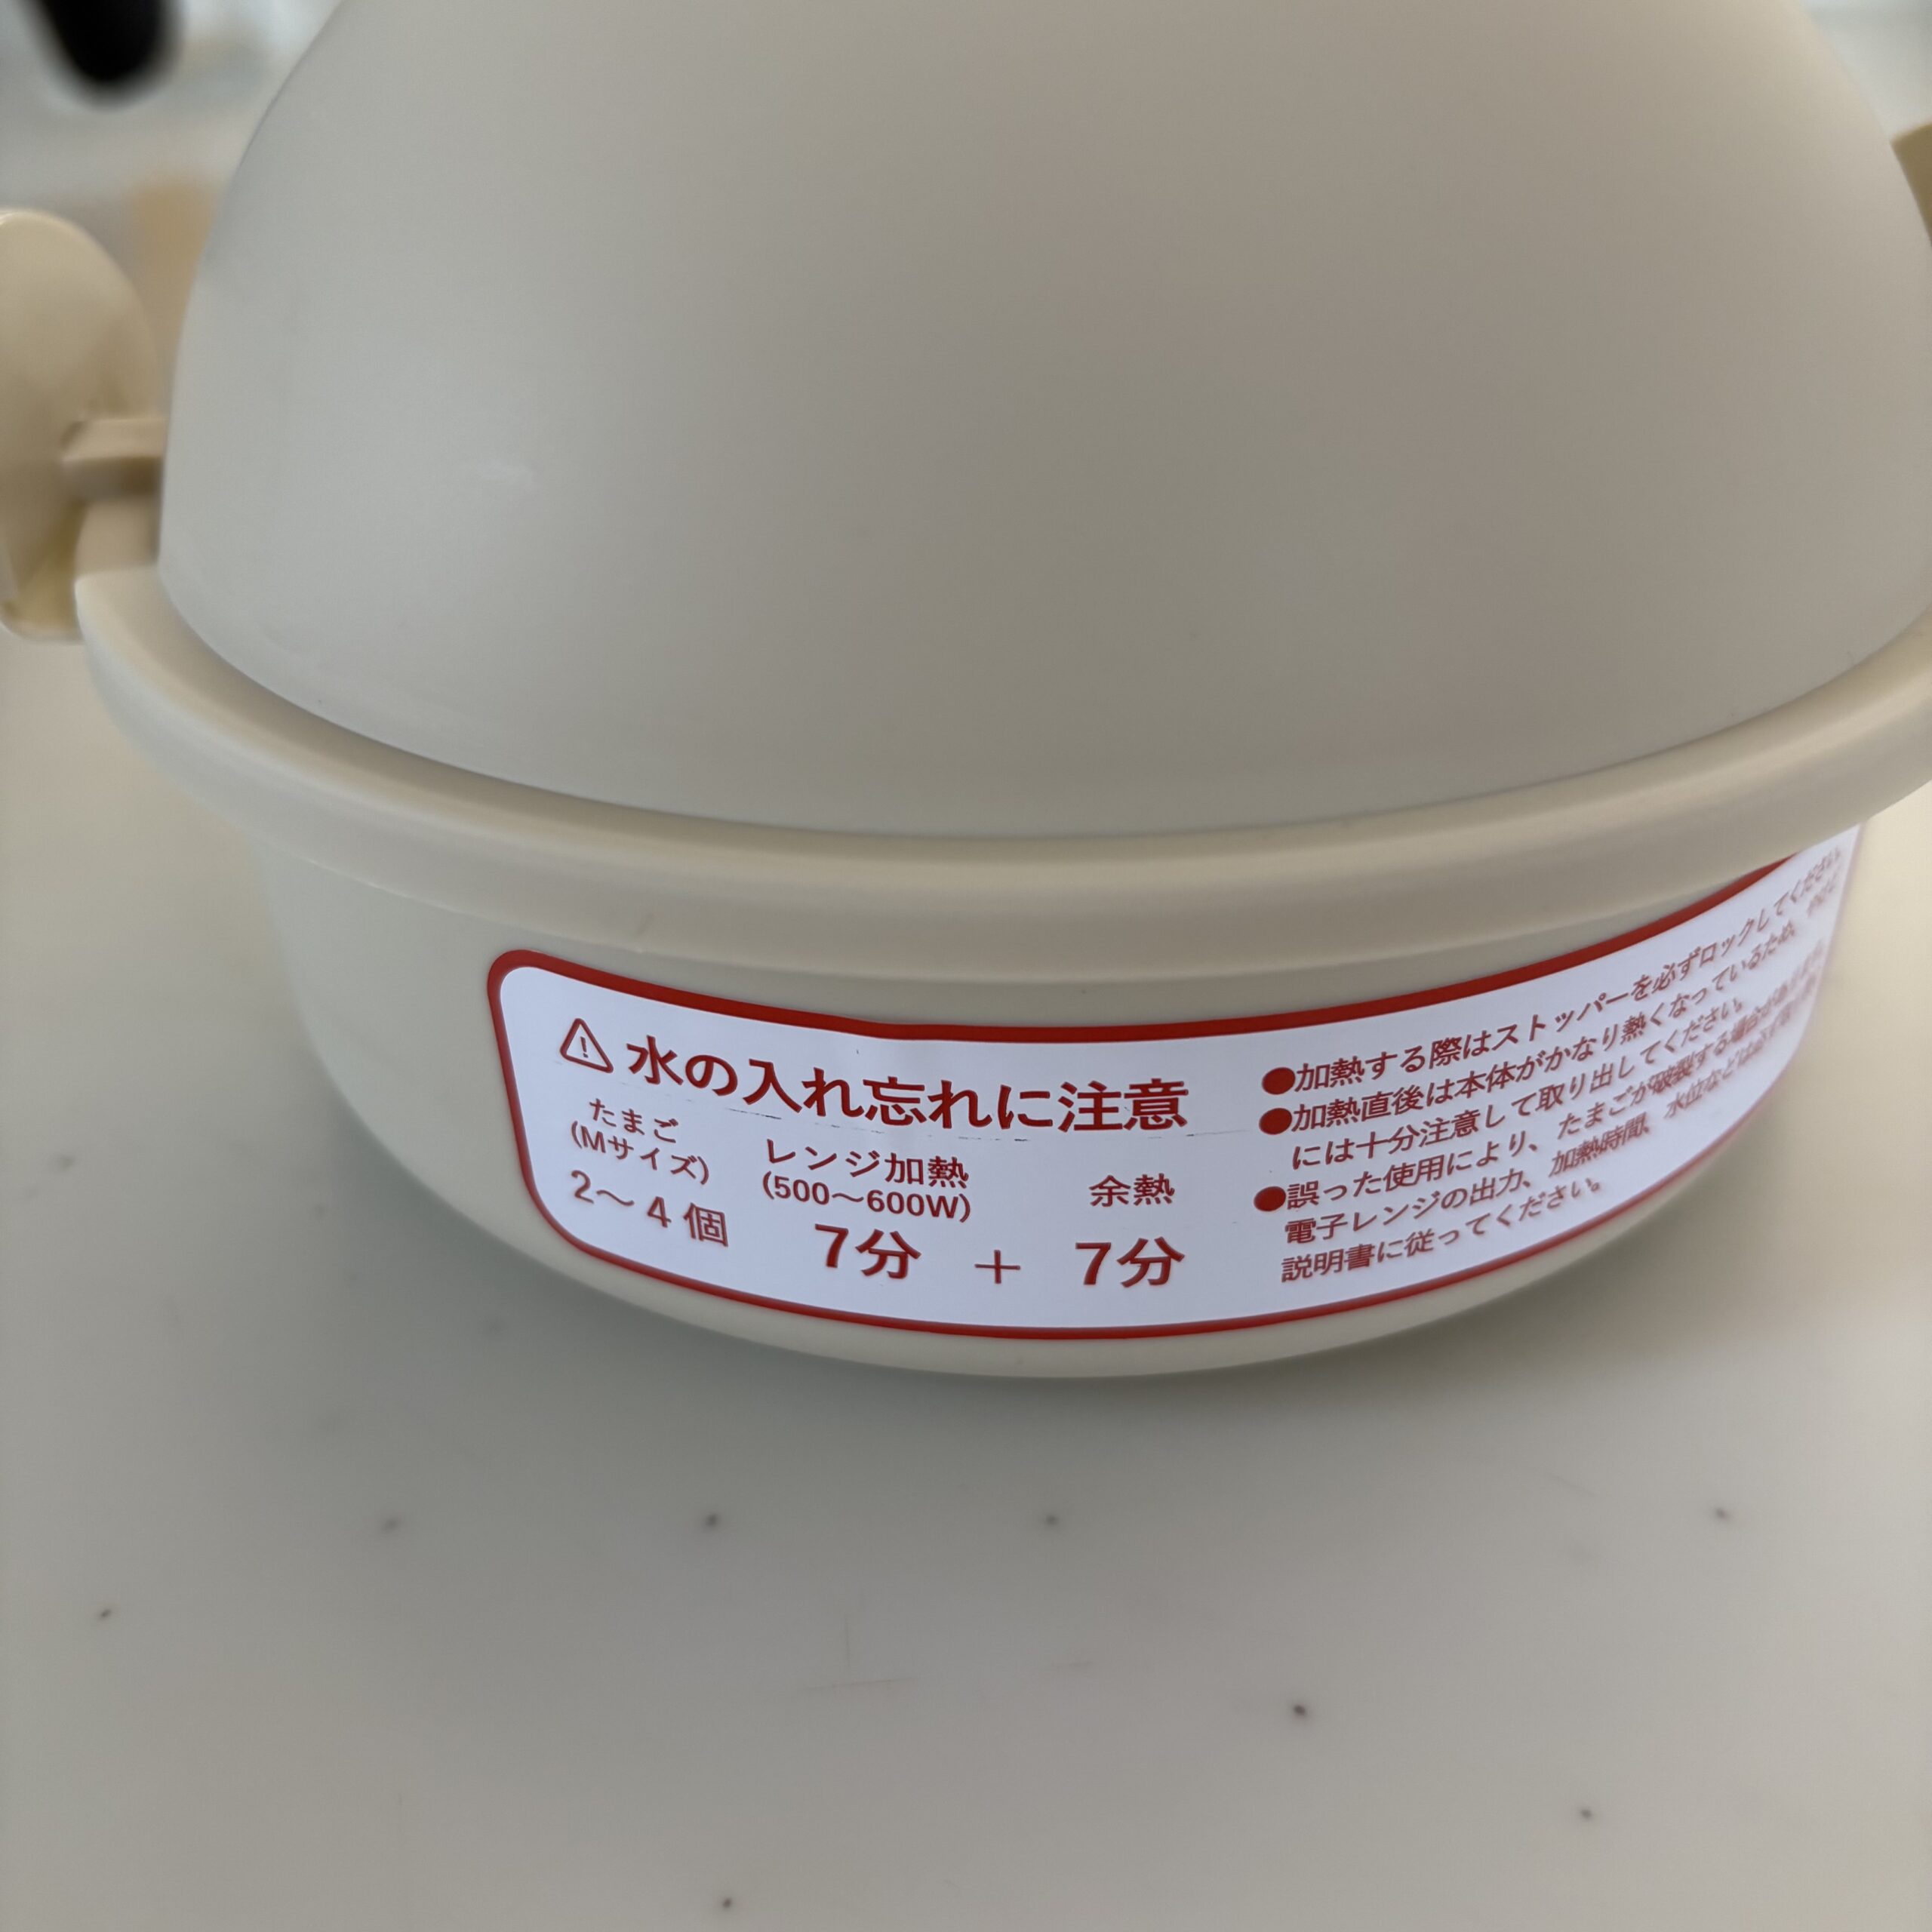 水の入れ忘れに注意
たまご
(Mサイズ)
2～4個
レンジ加熱
(500～600W)
7分
+
余熱
7分
●加熱する際はストッパーを必ずロックしてください。
●加熱直後は本体がかなり熱くなっているため、
には十分注意して取り出してください。
●誤った使用により、たまごが破裂する場合があります。
電子レンジの出力、加熱時間、水位などは必ず
説明書に従ってください。